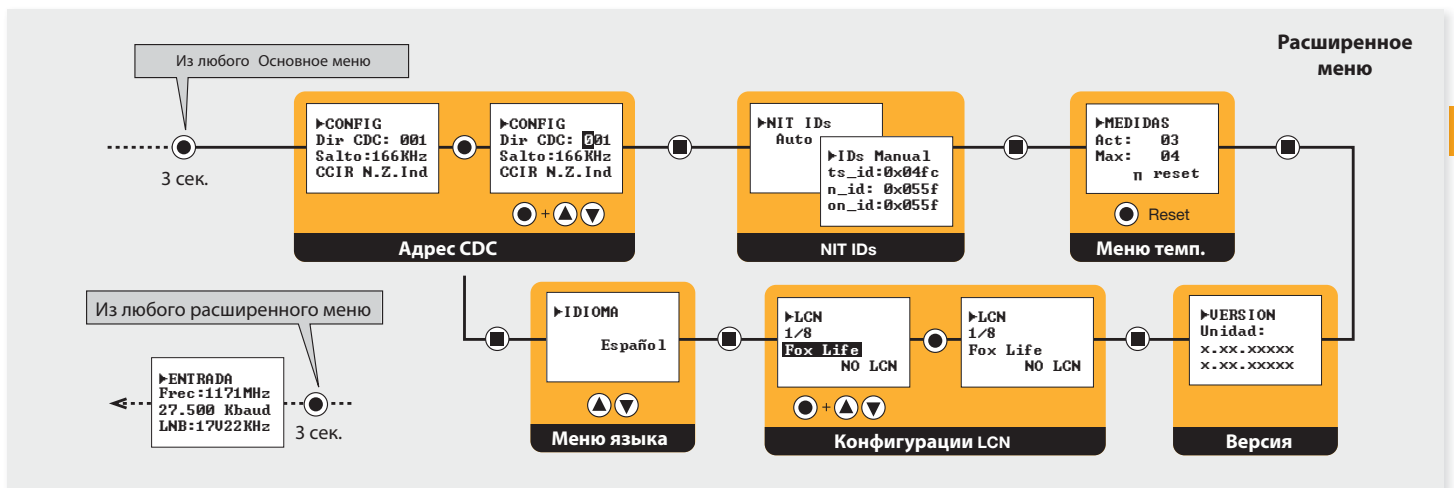 Расширенное
меню
Из любого Основное меню
3 сек.
►CONFIG
Dir CDC: 001
Salto:166KHz
CCIR N.Z.Ind
►CONFIG
Dir CDC: 001
Salto:166KHz
CCIR N.Z.Ind
+
Адрес CDC
►NIT IDs
Auto
►IDs Manual
ts_id:0x04fc
n_id: 0x055f
on_id:0x055f
NIT IDs
►MEDIDAS
Act: 03
Max: 04
п reset
Reset
Меню темп.
Из любого расширенного меню
►ENTRADA
Frec:1171MHz
27.500 Kbaud
LNB:17V22KHz
3 сек.
►IDIOMA
Español
Меню языка
►LCN
1/8
Fox Life
NO LCN
►LCN
1/8
Fox Life
NO LCN
+
Конфигурации LCN
►VERSION
Unidad:
x.xx.xxxxx
x.xx.xxxxx
Версия